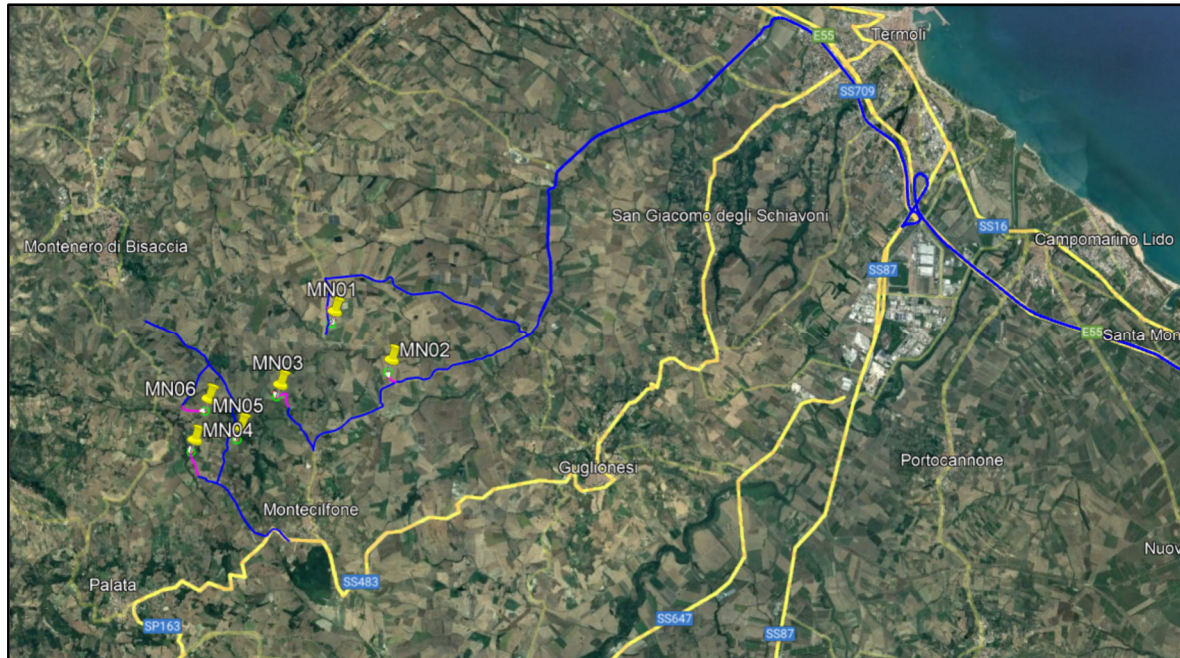 Termoli
E55
SS709
San Giacomo degli Schiavoni
SS16
Campomarino Lido
Montenero di Bisaccia
SS87
MN01
E55
Santa Mon
MN02
MN03
MN06
MN05
MN04
Guglionesi
Portocannone
Montecilfone
Nuov
Palata
SS483
SP163
SS647
SS87